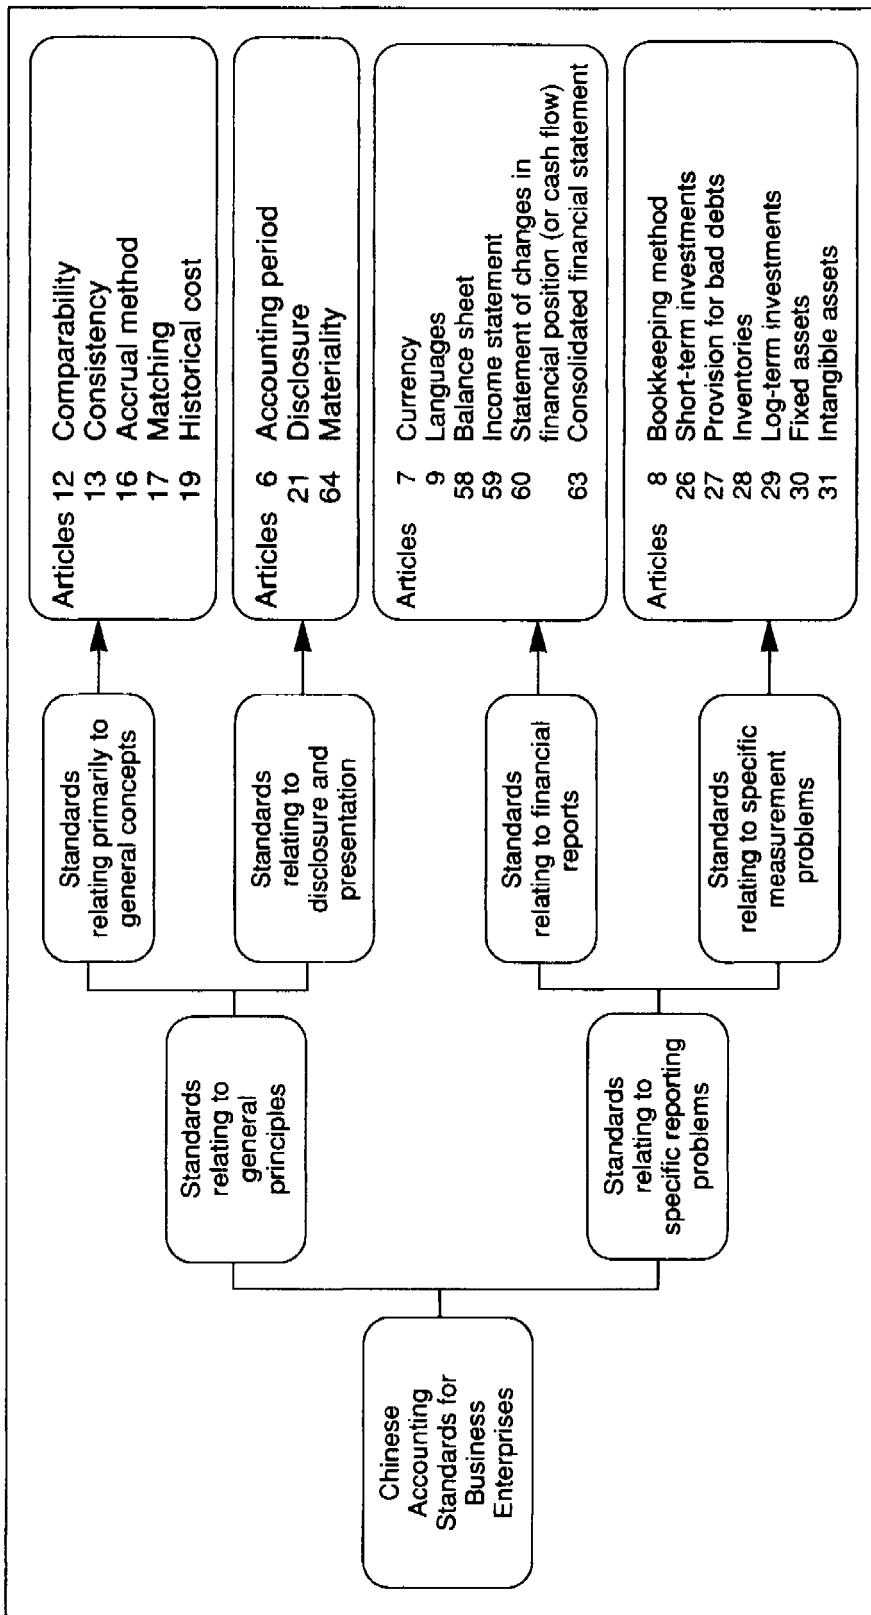 Chinese
Accounting
Standards for
Business
Enterprises
Standards
relating to
general
principles
Standards
relating primarily to
general concepts
Articles 12 Comparability
13 Consistency
16 Accrual method
17 Matching
19 Historical cost
Standards
relating to
disclosure and
presentation
Articles 6 Accounting period
21 Disclosure
64 Materiality
Standards
relating to
specific reporting
problems
Standards
relating to financial
reports
Articles 7 Currency
9 Languages
58 Balance sheet
59 Income statement
60 Statement of changes in
financial position (or cash flow)
63 Consolidated financial statement
Standards
relating to specific
measurement
problems
Articles 8 Bookkeeping method
26 Short-term investments
27 Provision for bad debts
28 Inventories
29 Log-term investments
30 Fixed assets
31 Intangible assets